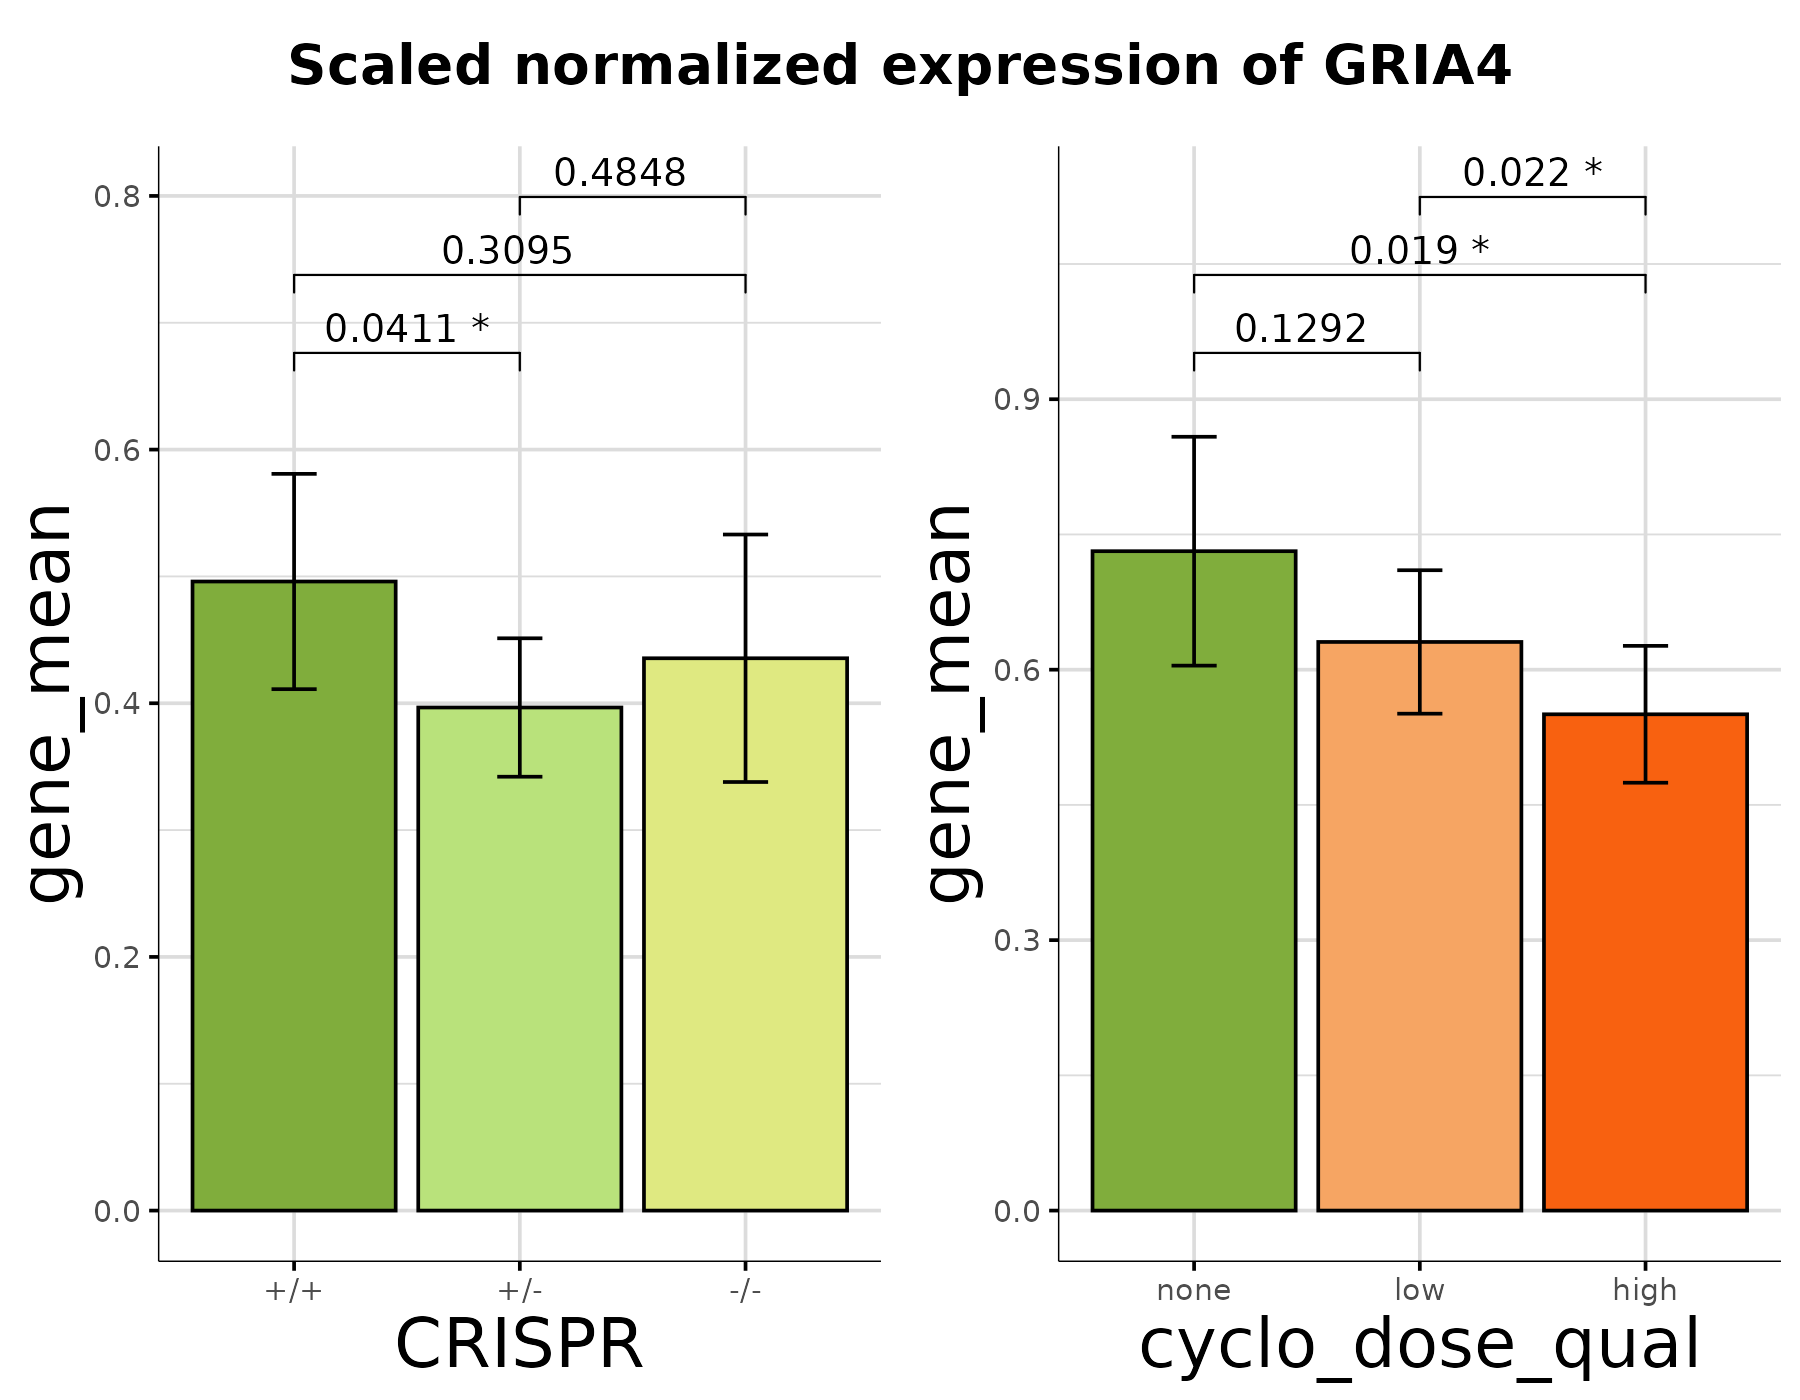 Scaled normalized expression of GRIA4
gene_mean
0.8
0.6
0.4
0.2
0.0
0.4848
0.3095
0.0411 *
+/+
+/-
-/-
CRISPR
gene_mean
0.9
0.6
0.3
0.0
0.022 *
0.019 *
0.1292
none
low
high
cyclo_dose_qual